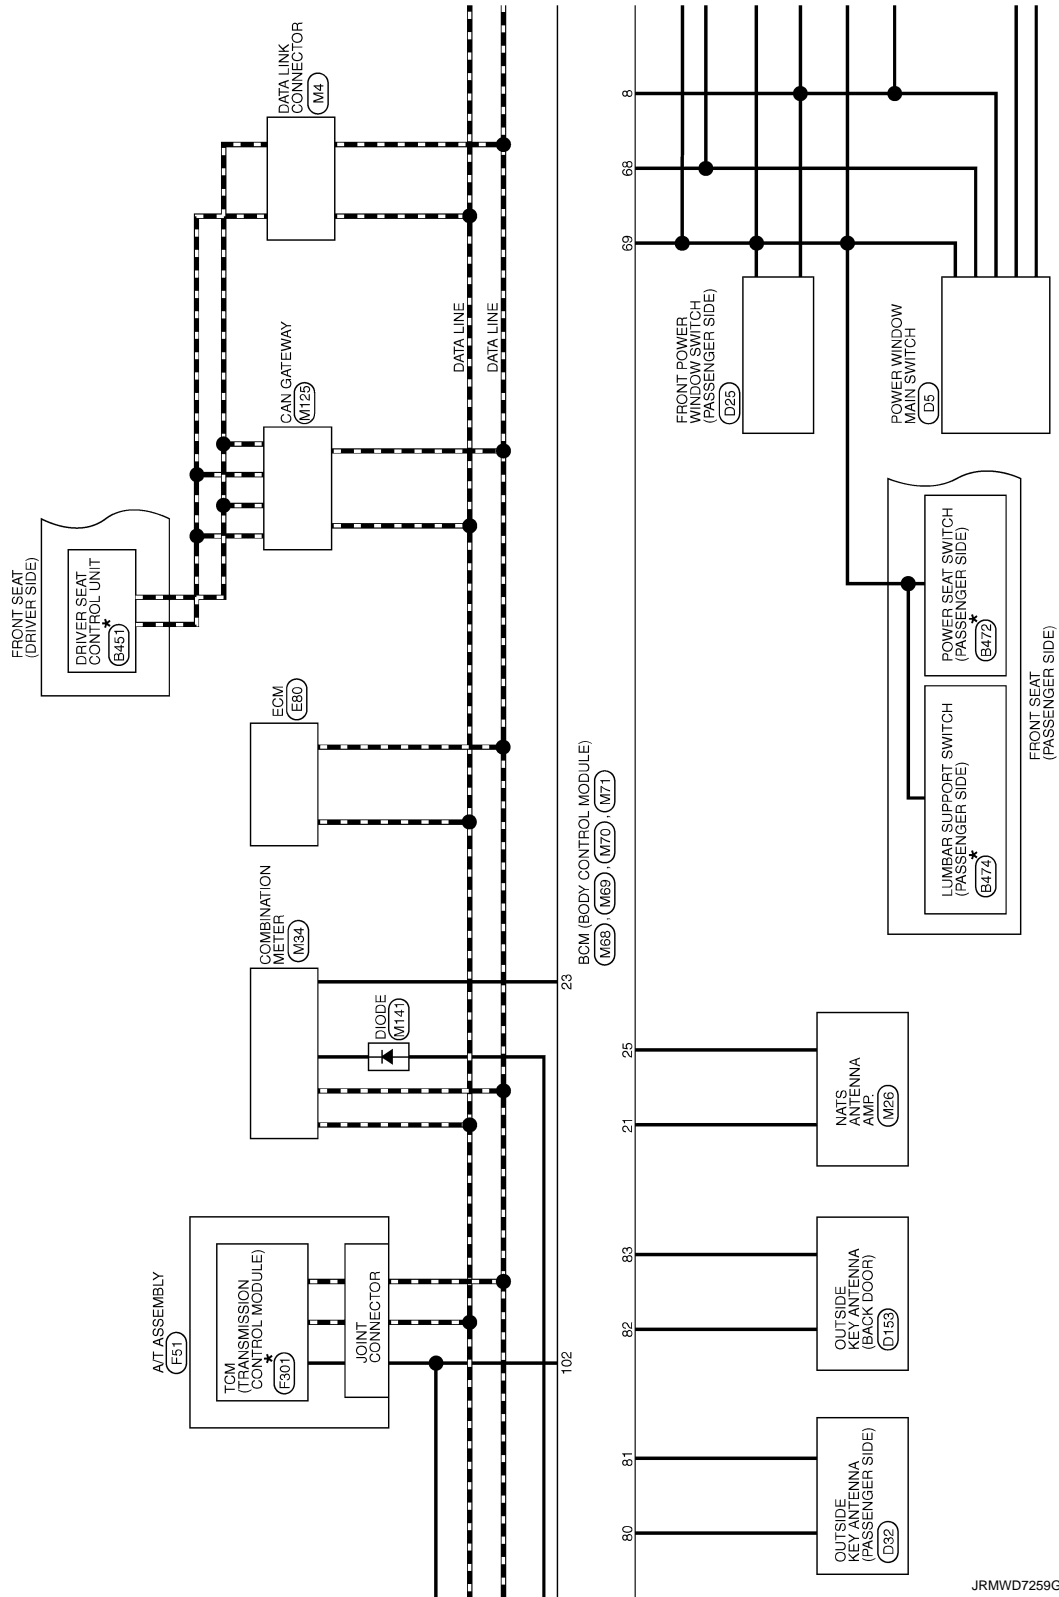 A/T ASSEMBLY
F51
TCM
(TRANSMISSION
CONTROL MODULE)
*
F301
JOINT
CONNECTOR
COMBINATION
METER
M34
DIODE
M141
ECM
E80
FRONT SEAT
(DRIVER SIDE)
DRIVER SEAT
CONTROL UNIT
*
B451
CAN GATEWAY
M125
DATA LINK
CONNECTOR
M4
DATA LINE
DATA LINE
102
23
BCM (BODY CONTROL MODULE)
M68 , M69 , M70 , M71
80
81
82
83
21
25
69
68
8
OUTSIDE
KEY ANTENNA
(PASSENGER SIDE)
D32
OUTSIDE
KEY ANTENNA
(BACK DOOR)
D153
NATS
ANTENNA
AMP.
M26
LUMBAR SUPPORT SWITCH
(PASSENGER SIDE)
*
B474
POWER SEAT SWITCH
(PASSENGER SIDE)
*
B472
FRONT SEAT
(PASSENGER SIDE)
FRONT POWER
WINDOW SWITCH
(PASSENGER SIDE)
D25
POWER WINDOW
MAIN SWITCH
D5
JRMWD7259G